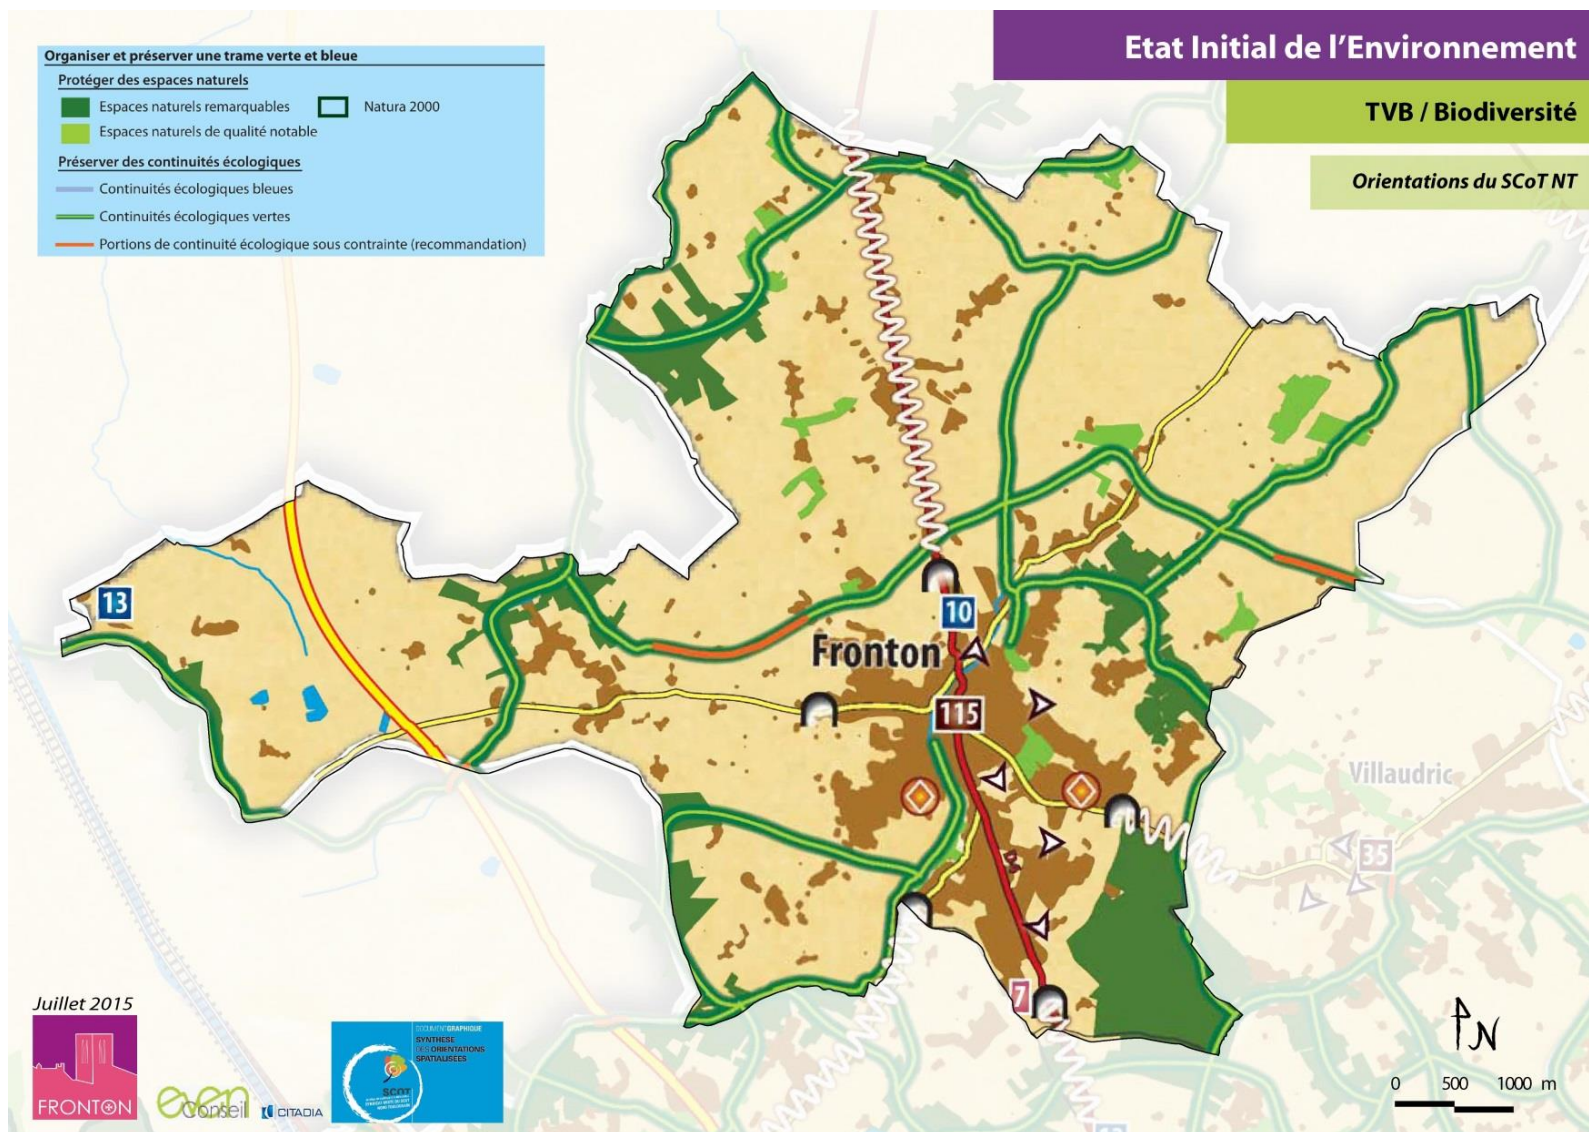 Etat Initial de l'Environnement
TVB / Biodiversité
Orientations du SCoT NT
Organiser et préserver une trame verte et bleue
Protéger des espaces naturels
Espaces naturels remarquables
Natura 2000
Espaces naturels de qualité notable
Préserver des continuités écologiques
Continuités écologiques bleues
Continuités écologiques vertes
Portions de continuité écologique sous contrainte (recommandation)
13
10
Fronton
115
Villaudric
35
7
Juillet 2015
FRONTON
even
Conseil
CITADIA
DOCUMENT GRAPHIQUE
SYNTHÈSE
DES ORIENTATIONS
SPATIALISÉES
SCOT
N
0 500 1000 m